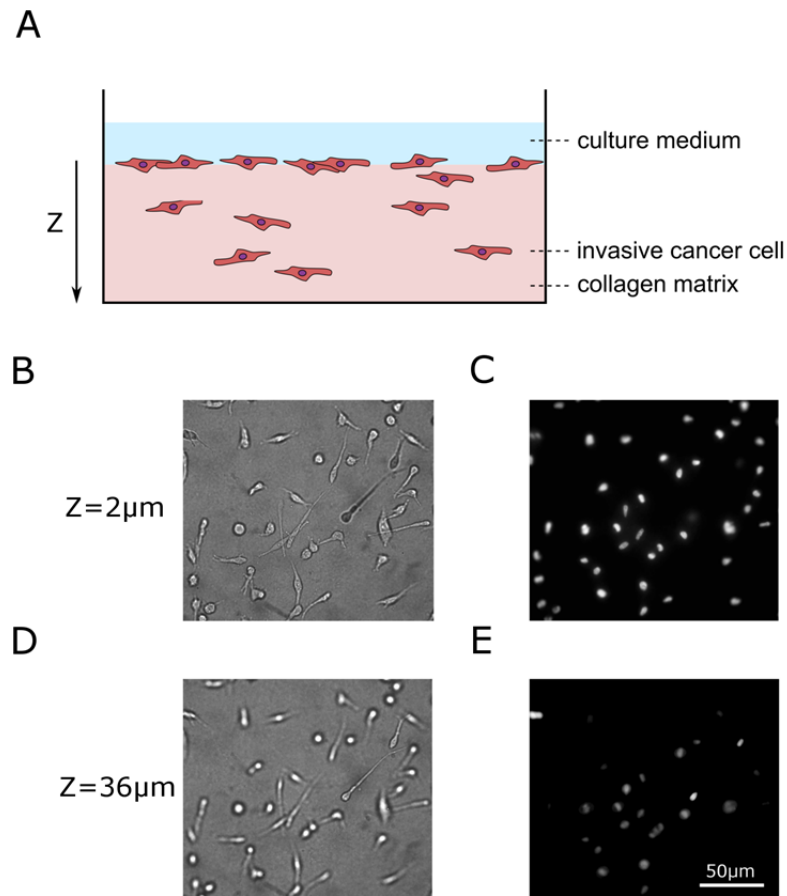 A
culture medium
Z
invasive cancer cell
collagen matrix
B
C
Z=2µm
D
E
Z=36µm
50µm